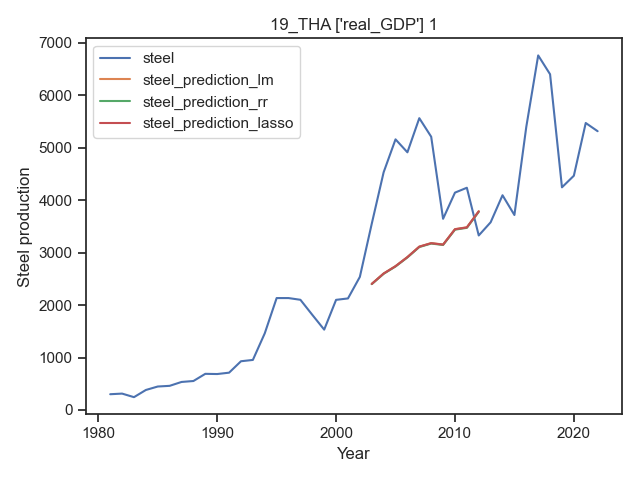 19_THA ['real_GDP'] 1
steel
steel_prediction_lm
steel_prediction_rr
steel_prediction_lasso
Steel production
7000
6000
5000
4000
3000
2000
1000
0
1980
1990
2000
2010
2020
Year